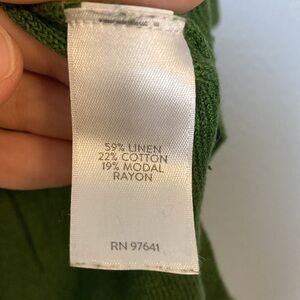 59% LINEN
22% COTTON
19% MODAL
RAYON
RN 97641